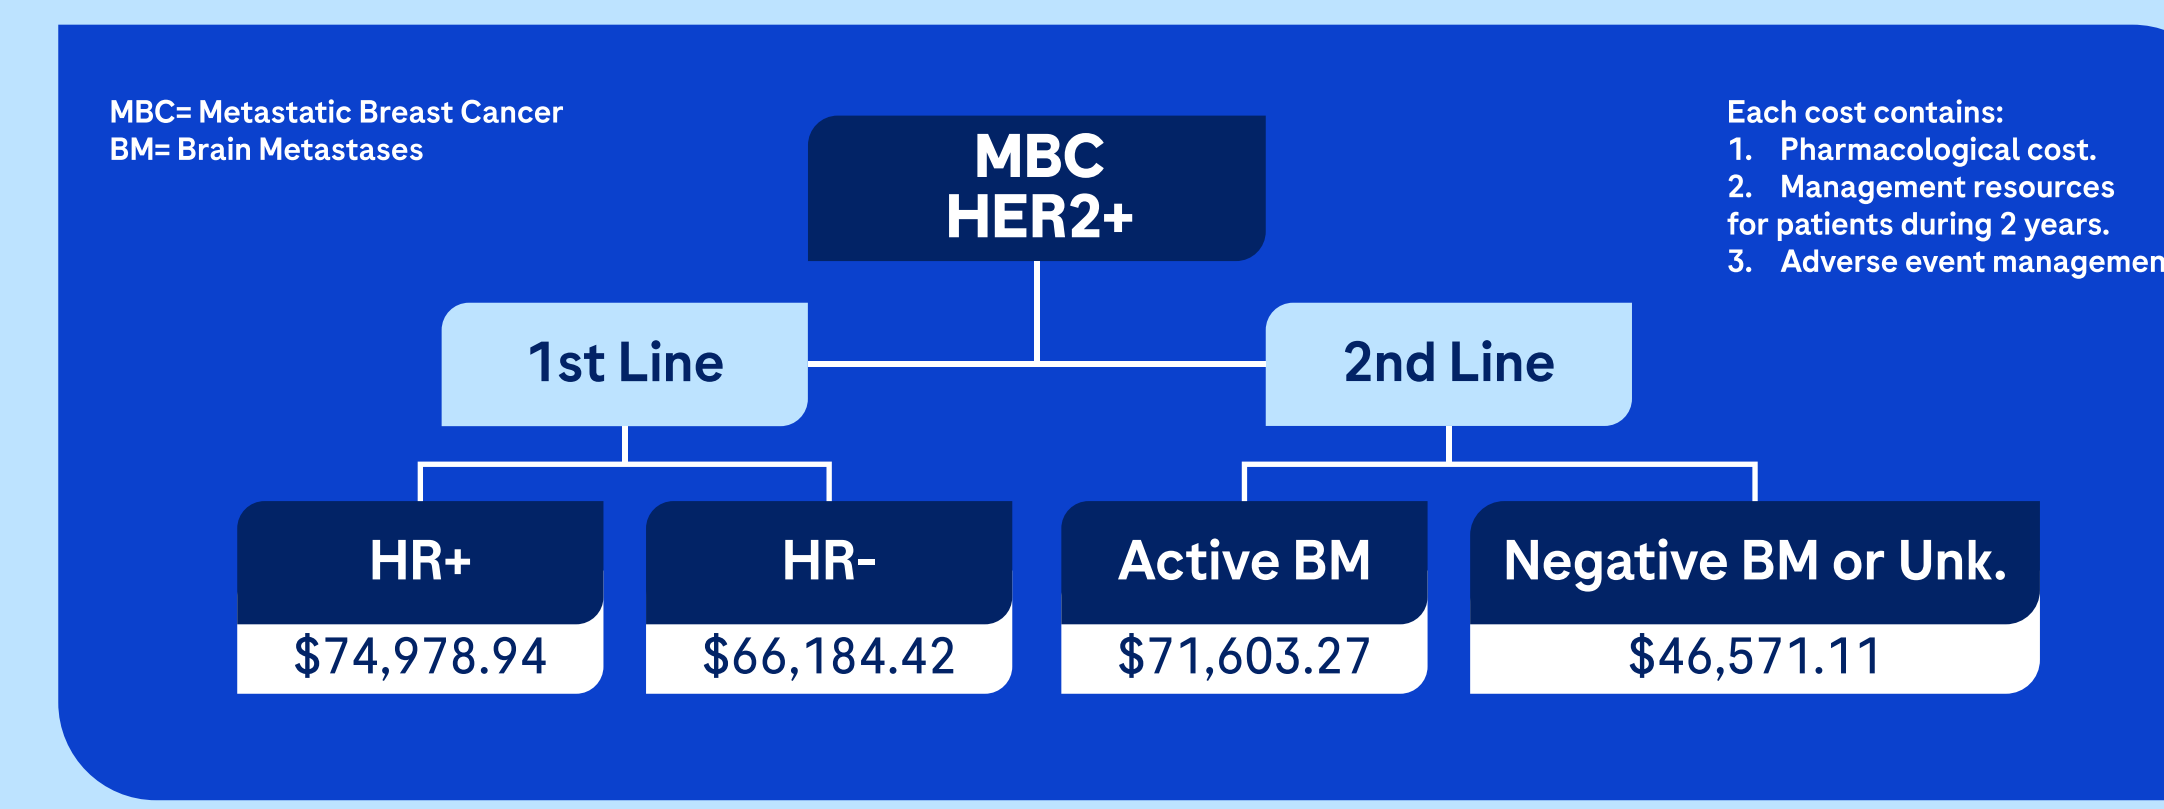 MBC= Metastatic Breast Cancer
BM= Brain Metastases
Each cost contains:
1. Pharmacological cost.
2. Management resources
for patients during 2 years.
3. Adverse event managemen
MBC
HER2+
1st Line
2nd Line
HR+
HR-
Active BM
Negative BM or Unk.
$74,978.94
$66,184.42
$71,603.27
$46,571.11